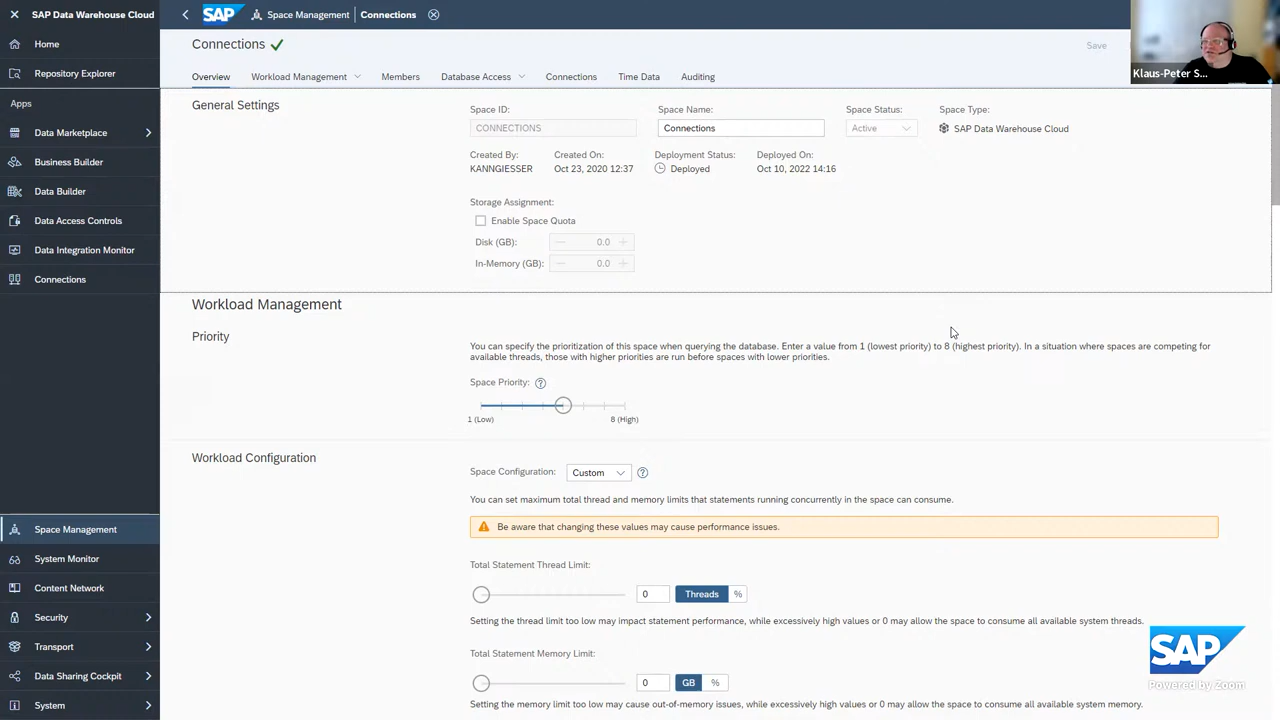 SAP Data Warehouse Cloud
Home
Repository Explorer
Apps
Data Marketplace
Business Builder
Data Builder
Data Access Controls
Data Integration Monitor
Connections
Space Management
System Monitor
Content Network
Security
Transport
Data Sharing Cockpit
System
SAP Space Management Connections
Connections
Save
Klaus-Peter S...
Overview Workload Management Members Database Access Connections Time Data Auditing
General Settings
Space ID: Space Name: Space Status: Space Type:
CONNECTIONS Connections Active SAP Data Warehouse Cloud
Created By: Created On: Deployment Status: Deployed On:
KANNGIESSER Oct 23, 2020 12:37 Deployed Oct 10, 2022 14:16
Storage Assignment:
Enable Space Quota
Disk (GB): 0.0
In-Memory (GB): 0.0
Workload Management
Priority
You can specify the prioritization of this space when querying the database. Enter a value from 1 (lowest priority) to 8 (highest priority). In a situation where spaces are competing for
available threads, those with higher priorities are run before spaces with lower priorities.
Space Priority: ?
1 (Low) 8 (High)
Workload Configuration
Space Configuration: Custom ?
You can set maximum total thread and memory limits that statements running concurrently in the space can consume.
Be aware that changing these values may cause performance issues.
Total Statement Thread Limit:
0 Threads %
Setting the thread limit too low may impact statement performance, while excessively high values or 0 may allow the space to consume all available system threads.
Total Statement Memory Limit:
0 GB %
Setting the memory limit too low may cause out-of-memory issues, while excessively high values or 0 may allow the space to consume all available system memory.
SAP
Powered by Zoom